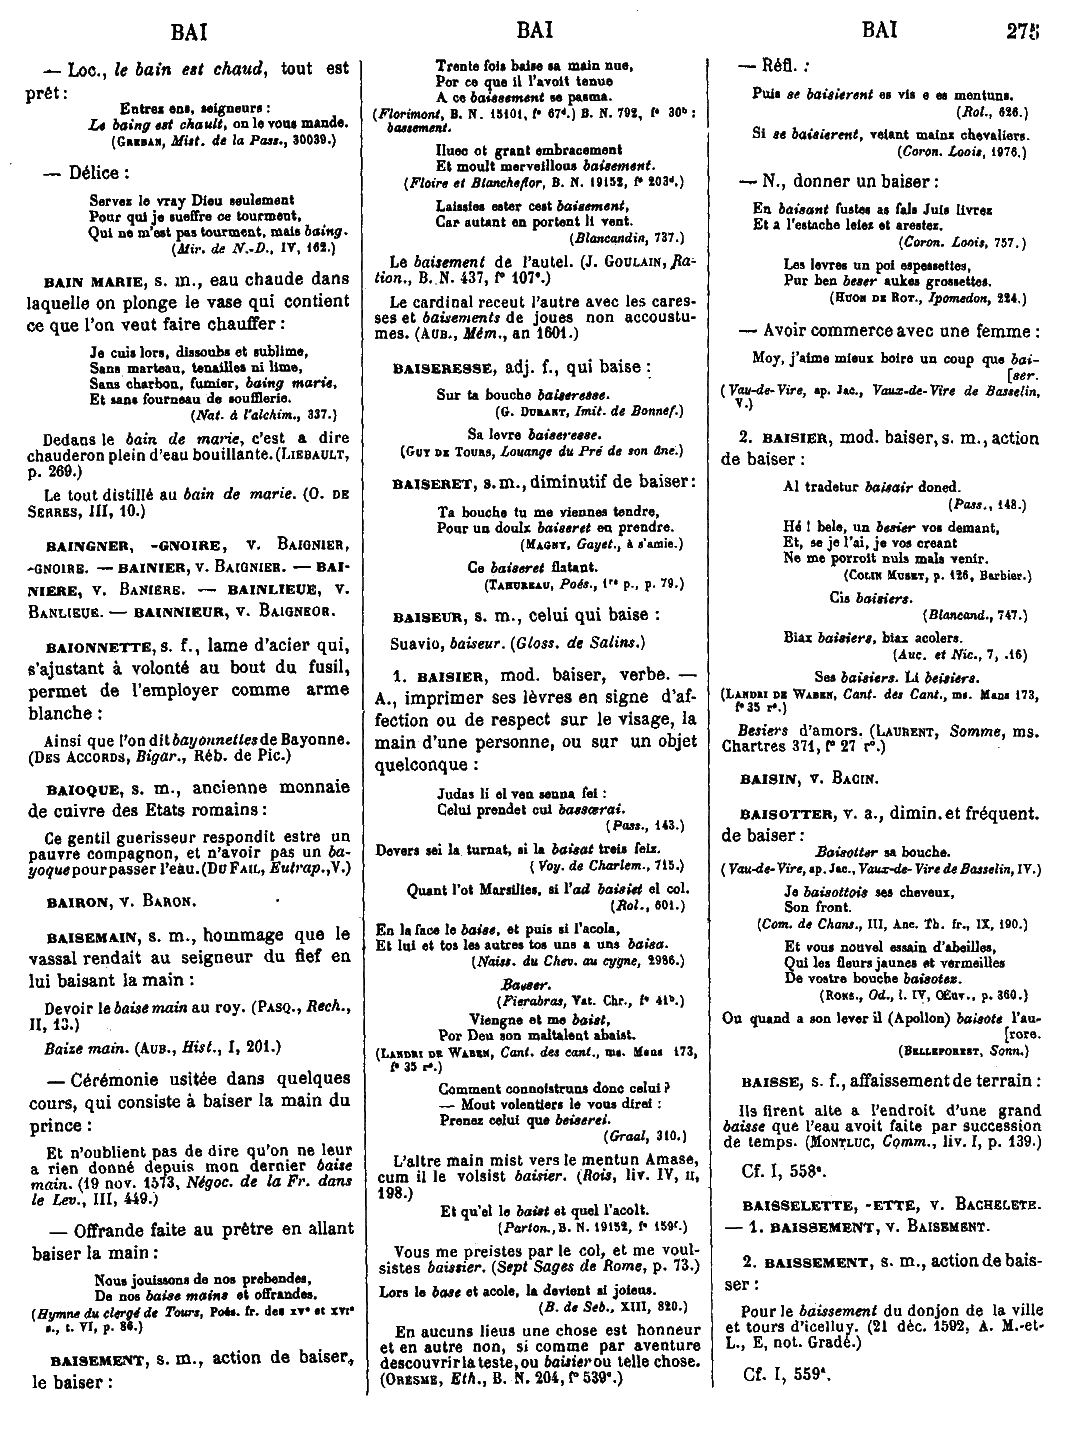 BAI
BAI
BAI
275
— Loc., le bain est chaud, tout est
prêt :
Entrez ens, seigneurs :
Le baing est chault, on le vous mande.
(GREBAN, Mist. de la Pass., 30039.)
— Délice :
Servez le vray Dieu seulement
Pour qui je sueffre ce tourment,
Qui ne m'est pas tourment, mais baing.
(Mir. de N.-D., IV, 162.)
BAIN MARIE, s. m., eau chaude dans
laquelle on plonge le vase qui contient
ce que l'on veut faire chauffer :
Je cuis lors, dissoubs et sublime,
Sans marteau, tenailles ni lime,
Sans charbon, fumier, baing marie,
Et sans fourneau de soufflerie.
(Nat. à l'alchim., 337.)
Dedans le bain de marie, c'est a dire
chauderon plein d'eau bouillante. (LIEBAULT,
p. 269.)
Le tout distillé au bain de marie. (O. DE
SERRES, III, 10.)
BAINGNER, -GNOIRE, v. BAIGNIER,
-GNOIRE. — BAINIER, v. BAIGNIER. — BAI-
NIERE, v. BANIERE. — BAINLIEUE, v.
BANLIEUE. — BAINNIEUR, v. BAIGNEOR.
BAIONNETTE, s. f., lame d'acier qui,
s'ajustant à volonté au bout du fusil,
permet de l'employer comme arme
blanche :
Ainsi que l'on dit bayonnettes de Bayonne.
(DES ACCORDS, Bigar., Réb. de Pic.)
BAIOQUE, s. m., ancienne monnaie
de cuivre des Etats romains :
Ce gentil guerisseur respondit estre un
pauvre compagnon, et n'avoir pas un ba-
yoque pour passer l'eau. (DU FAIL, Eutrap., V.)
BAIRON, v. BARON.
BAISEMAIN, s. m., hommage que le
vassal rendait au seigneur du fief en
lui baisant la main :
Devoir le baise main au roy. (PASQ., Rech.,
II, 13.)
Baize main. (AUB., Hist., I, 201.)
— Cérémonie usitée dans quelques
cours, qui consiste à baiser la main du
prince :
Et n'oublient pas de dire qu'on ne leur
a rien donné depuis mon dernier baise
main. (19 nov. 1573, Négoc. de la Fr. dans
le Lev., III, 449.)
— Offrande faite au prêtre en allant
baiser la main :
Nous jouissons de nos prebendes,
De nos baise mains et offrandes.
(Hymne du clergé de Tours, Poés. fr. des XVe et XVIe
s., t. VI, p. 86.)
BAISEMENT, s. m., action de baiser,
le baiser :
Trente fois baise sa main nue,
Por ce que il l'avoit tenue
A ce baissement se pasma.
(Florimont, B. N. 15101, f° 67d.) B. N. 792, f° 30b :
bassement.
Iluec ot grant embracement
Et moult merveillous baisement.
(Floire et Blancheflor, B. N. 19152, f° 203d.)
Laissies ester cest baisement,
Car autant en portent li vent.
(Blancandin, 737.)
Le baisement de l'autel. (J. GOULAIN, Ra-
tion., B. N. 437, f° 107e.)
Le cardinal receut l'autre avec les cares-
ses et baisements de joues non accoustu-
mes. (AUB., Mém., an 1601.)
BAISERESSE, adj. f., qui baise :
Sur ta bouche baiseresse.
(G. DURANT, Imit. de Bonnef.)
Sa levre baiseresse.
(GUY DE TOURS, Louange du Pré de son âne.)
BAISERET, s. m., diminutif de baiser :
Ta bouche tu me viennes tendre,
Pour un doulx baiseret en prendre.
(MAGNY, Gayet., à s'amie.)
Ce baiseret flatant.
(TAHUREAU, Poés., 1re p., p. 79.)
BAISEUR, s. m., celui qui baise :
Suavio, baiseur. (Gloss. de Salins.)
1. BAISIER, mod. baiser, verbe. —
A., imprimer ses lèvres en signe d'af-
fection ou de respect sur le visage, la
main d'une personne, ou sur un objet
quelconque :
Judas li el ven senna fei :
Celui prendet cui bassærai.
(Pass., 143.)
Devers sei la turnat, si la baisat treis feiz.
(Voy. de Charlem., 715.)
Quant l'ot Marsilies, si l'ad baisiet el col.
(Rol., 601.)
En la face le baise, et puis si l'acola,
Et lui et tos les autres tos uns a uns baisa.
(Naiss. du Chev. au cygne, 2986.)
Bauser.
(Fierabras, Vat. Chr., f° 41b.)
Viengne et me baist,
Por Deu son maltalent abaist.
(LANDRI DE WABEN, Cant. des cant., ms. Mans 173,
f° 35 r°.)
Comment connoistruns donc celui ?
— Mout volentiers le vous direi :
Prenez celui que beiserei.
(Graal, 310.)
L'altre main mist vers le mentun Amase,
cum il le volsist baisier. (Rois, liv. IV, II,
198.)
Et qu'el le baist et quel l'acolt.
(Parton., B. N. 19152, f° 159c.)
Vous me preistes par le col, et me voul-
sistes baissier. (Sept Sages de Rome, p. 73.)
Lors le base et acole, la devient si joieus.
(B. de Seb., XIII, 820.)
En aucuns lieus une chose est honneur
et en autre non, si comme par aventure
descouvrir la teste, ou baisier ou telle chose.
(ORESME, Eth., B. N. 204, f° 539a.)
— Réfl. :
Puis se baisierent es vis e es mentuns.
(Rol., 626.)
Si se baisierent, veiant mainz chevaliers.
(Coron. Loois, 1976.)
— N., donner un baiser :
En baisant fustes as fals Juis livrez
Et a l'estache leiez et arestez.
(Coron. Loois, 757.)
Les levres un poi espessettes,
Pur ben beser aukes grossettes.
(HUON DE ROT., Ipomedon, 224.)
— Avoir commerce avec une femme :
Moy, j'aime mieux boire un coup que bai-
[ser.
(Vau-de-Vire, ap. Jac., Vaux-de-Vire de Basselin,
V.)
2. BAISIER, mod. baiser, s. m., action
de baiser :
Al tradetur baisair doned.
(Pass., 148.)
Hé ! bele, un besier vos demant,
Et, se je l'ai, je vos creant
Ne me porroit nuls mals venir.
(COLIN MUSET, p. 126, Barbier.)
Cis baisiers.
(Blancand., 747.)
Biax baisiers, biax acolers.
(Auc. et Nic., 7, .16)
Ses baisiers. Li beisiers.
(LANDRI DE WABEN, Cant. des Cant., ms. Mans 173,
f° 35 r°.)
Besiers d'amors. (LAURENT, Somme, ms.
Chartres 371, f° 27 r°.)
BAISIN, v. BACIN.
BAISOTTER, v. a., dimin. et fréquent.
de baiser :
Baisotter sa bouche.
(Vau-de-Vire, ap. Jac., Vaux-de-Vire de Basselin, IV.)
Je baisottois ses cheveux,
Son front.
(Com. de Chans., III, Anc. Th. fr., IX, 190.)
Et vous nouvel essain d'abeilles,
Qui les fleurs jaunes et vermeilles
De vostre bouche baisotez.
(RONS., Od., l. IV, Œuv., p. 360.)
Ou quand a son lever il (Apollon) baisote l'au-
[rore.
(BELLEFOREST, Sonn.)
BAISSE, s. f., affaissement de terrain :
Ils firent alte a l'endroit d'une grand
baisse que l'eau avoit faite par succession
de temps. (MONTLUC, Comm., liv. I, p. 139.)
Cf. I, 558c.
BAISSELETTE, -ETTE, v. BACHELETE.
— 1. BAISSEMENT, v. BAISEMENT.
2. BAISSEMENT, s. m., action de bais-
ser :
Pour le baissement du donjon de la ville
et tours d'icelluy. (21 déc. 1592, A. M.-et-
L., E, not. Gradé.)
Cf. I, 559a.